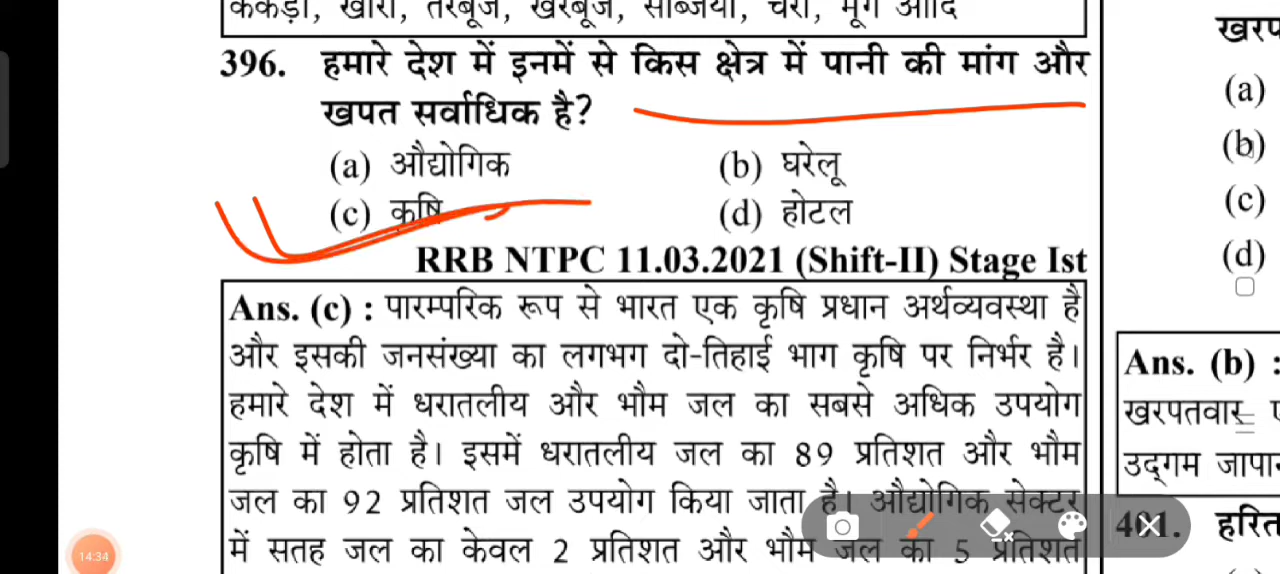 ककड़ी, खीरा, तरबूज, खरबूज, सब्जियां, चरी, मूंग आदि
396. हमारे देश में इनमें से किस क्षेत्र में पानी की मांग और
खपत सर्वाधिक है?
(a) औद्योगिक (b) घरेलू
(c) कृषि (d) होटल
RRB NTPC 11.03.2021 (Shift-II) Stage Ist
Ans. (c) : पारम्परिक रूप से भारत एक कृषि प्रधान अर्थव्यवस्था है
और इसकी जनसंख्या का लगभग दो-तिहाई भाग कृषि पर निर्भर है।
हमारे देश में धरातलीय और भौम जल का सबसे अधिक उपयोग
कृषि में होता है। इसमें धरातलीय जल का 89 प्रतिशत और भौम
जल का 92 प्रतिशत जल उपयोग किया जाता है। औद्योगिक सेक्टर
में सतह जल का केवल 2 प्रतिशत और भौम जल का 5 प्रतिशत
14:34
(a)
(b)
(c)
(d)
Ans. (b) :
खरपतवार
उद्गम
401. हरित